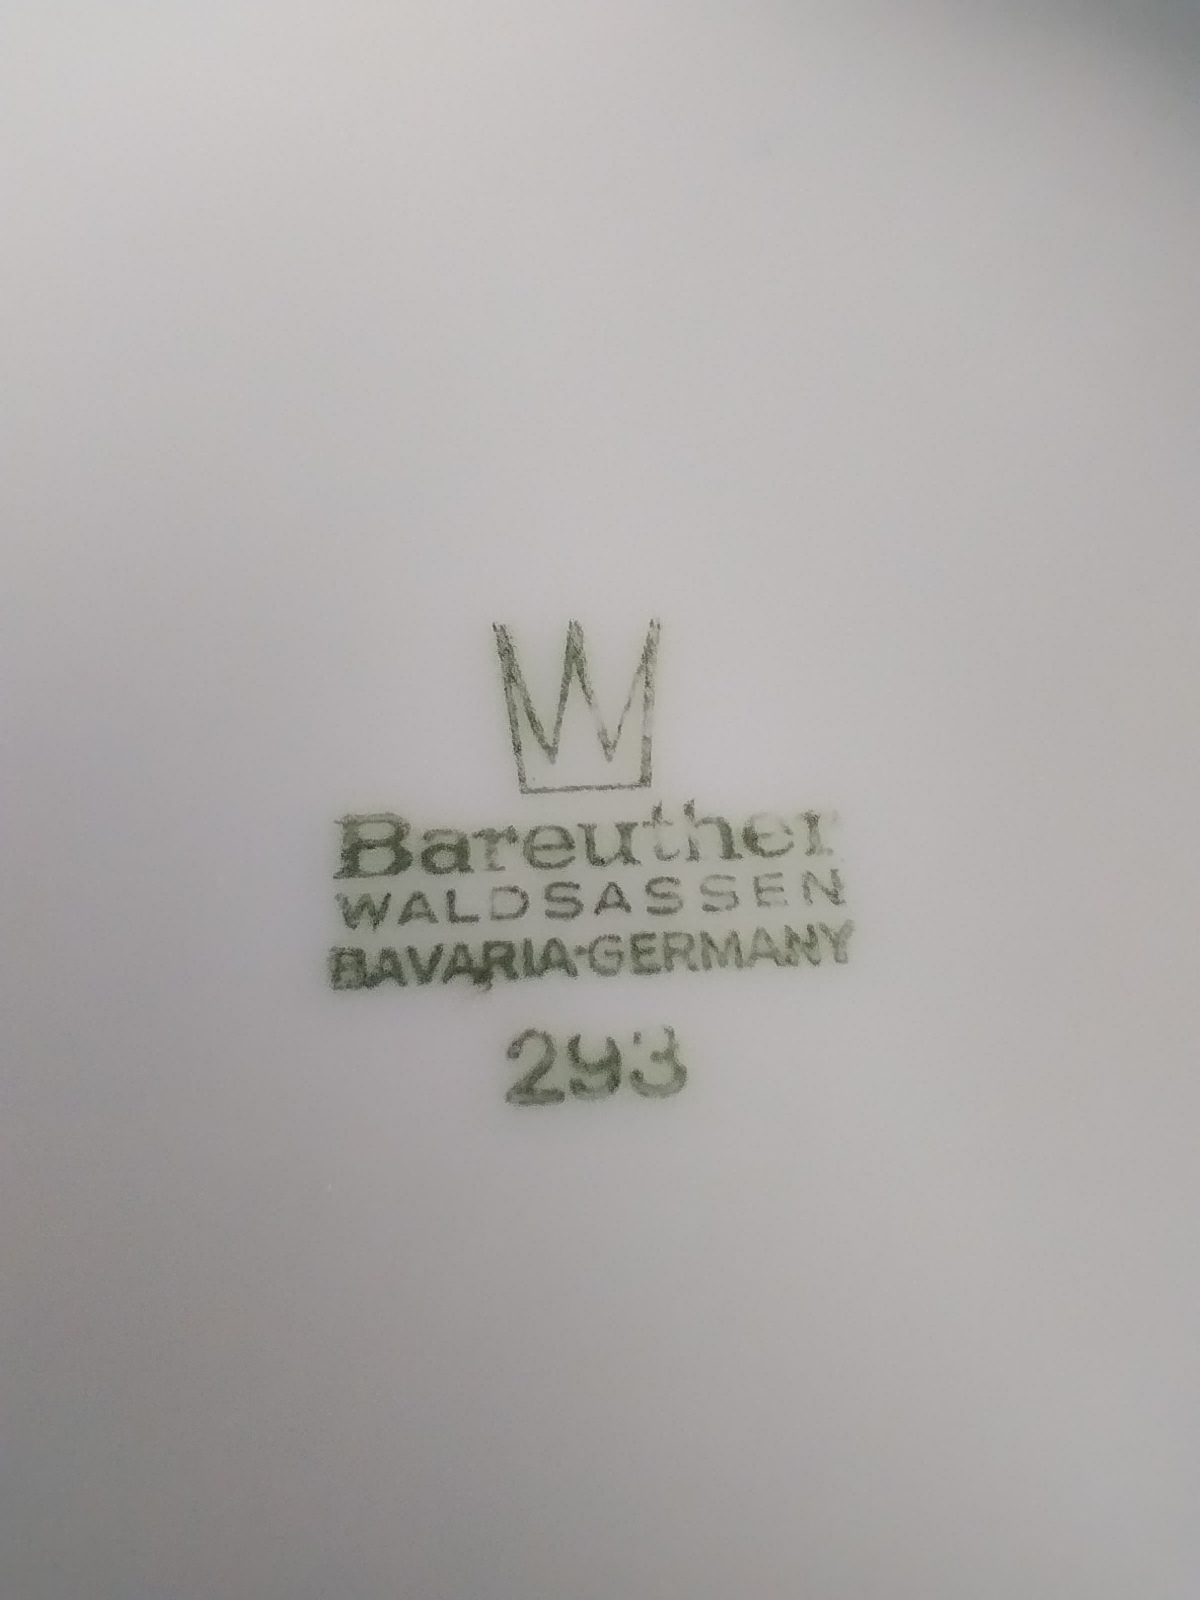 Bareuther
WALDSASSEN
BAVARIA-GERMANY
293